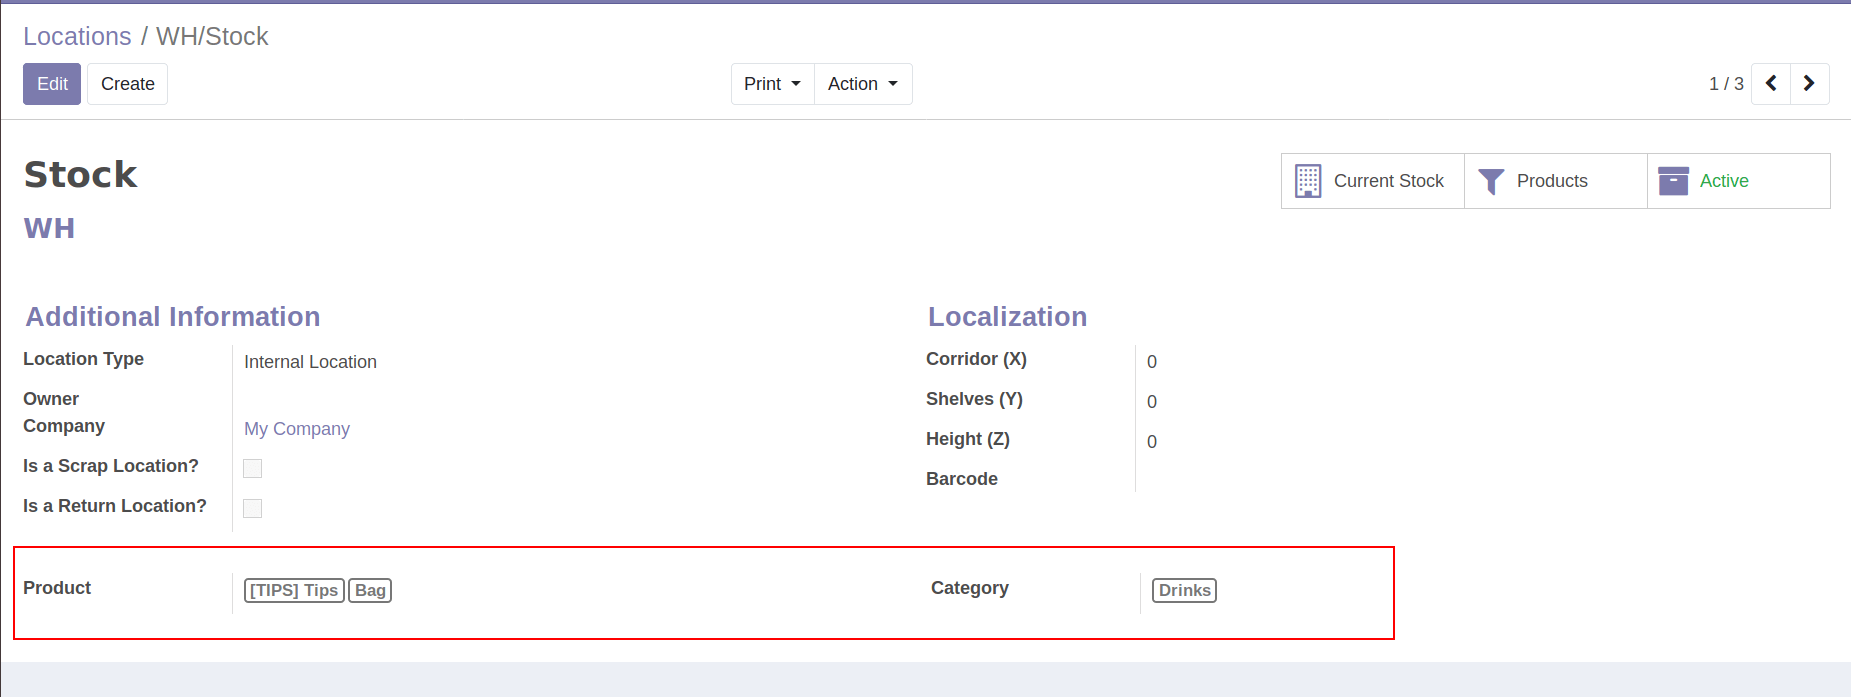 Locations / WH/Stock
Edit Create Print Action 1 / 3
Stock
WH
Current Stock Products Active
Additional Information
Location Type Internal Location
Owner
Company My Company
Is a Scrap Location?
Is a Return Location?
Localization
Corridor (X) 0
Shelves (Y) 0
Height (Z) 0
Barcode
Product [TIPS] Tips Bag
Category Drinks